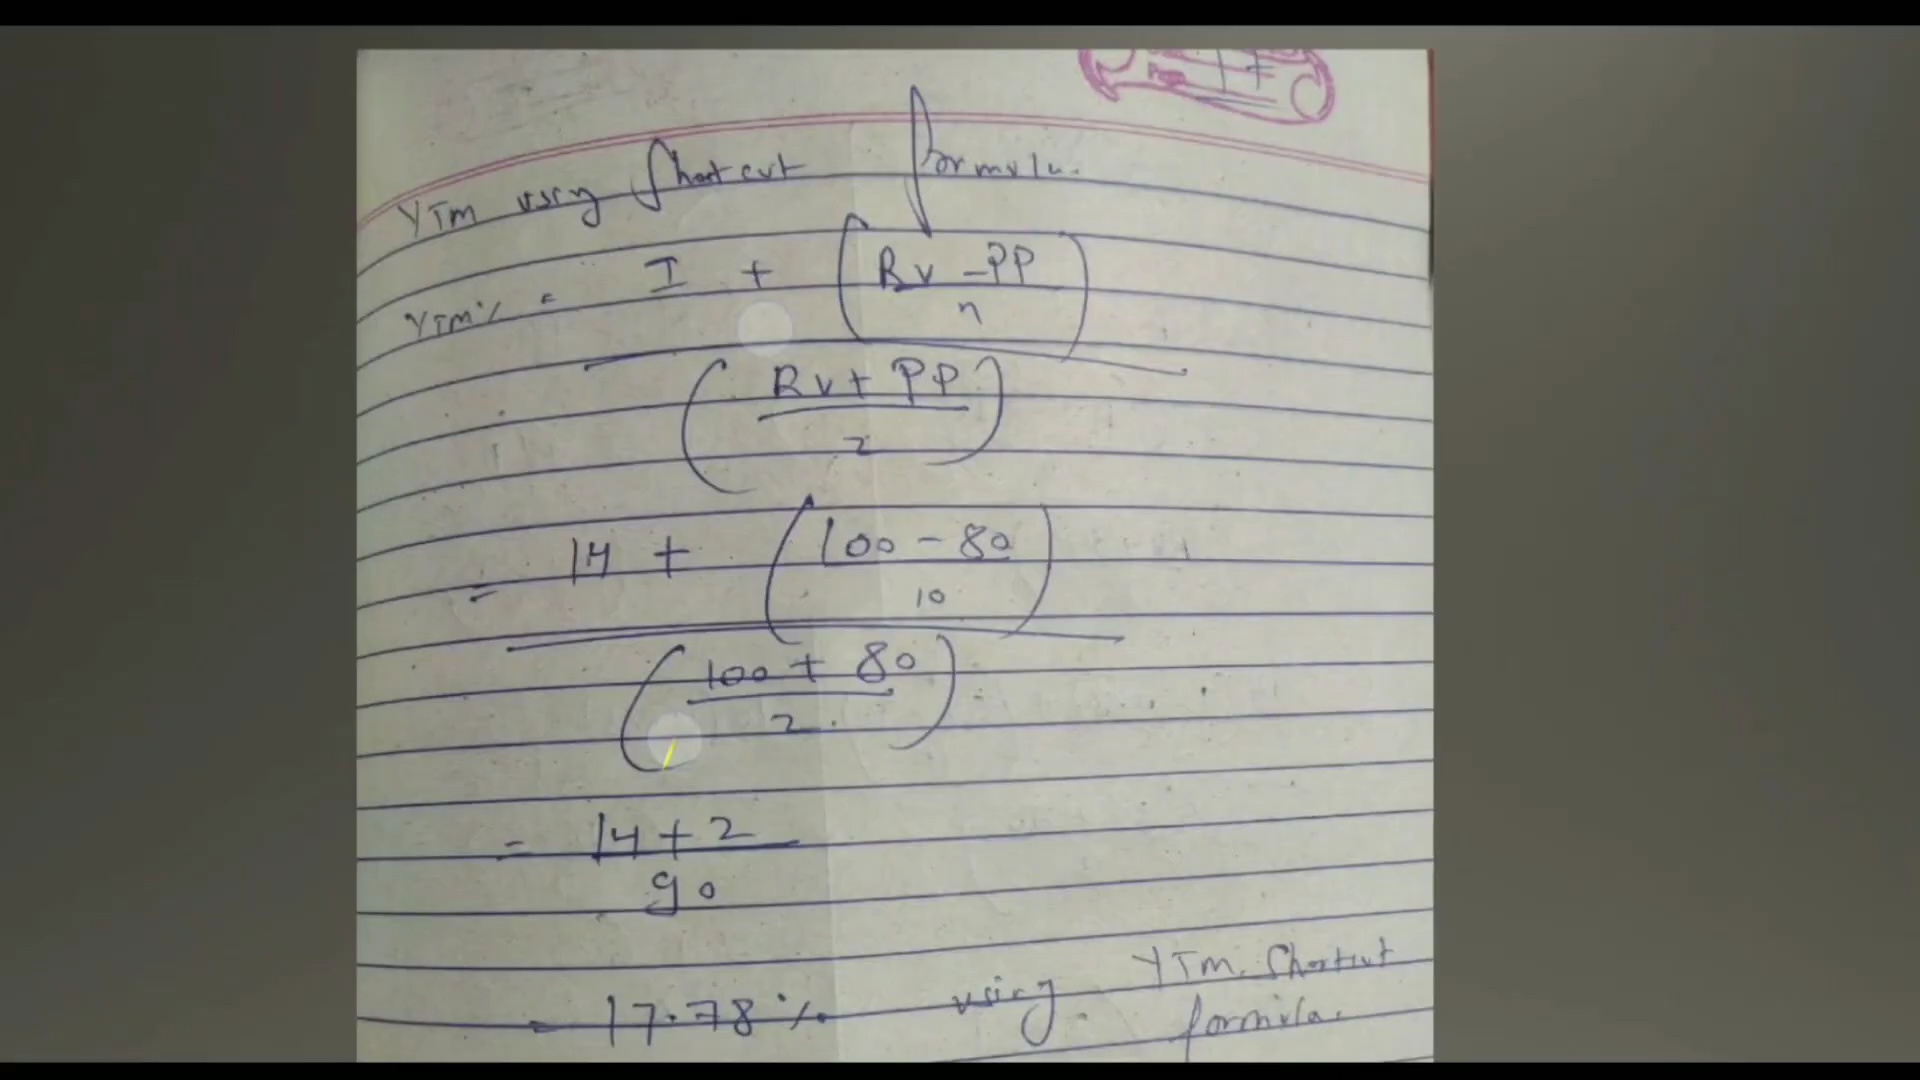 YTM using Shortcut formula.
YTM% = I + (RV - PP / n)
(RV + PP / 2)
= 14 + (100 - 80 / 10)
(100 + 80 / 2)
= 14 + 2
90
= 17.78% using YTM Shortcut formula.